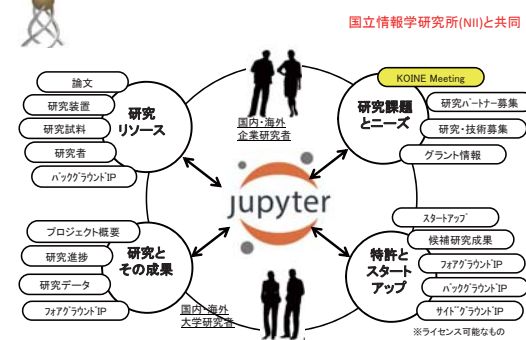 国立情報学研究所(NII)と共同
論文
研究装置
研究試料
研究者
バックグラウンドIP
研究
リソース
国内・海外
企業研究者
KOINE Meeting
研究パートナー募集
研究・技術募集
グラント情報
研究課題
とニーズ
jupyter
プロジェクト概要
研究進捗
研究データ
フォアグラウンドIP
研究と
その成果
国内・海外
大学研究者
スタートアップ
候補研究成果
フォアグラウンドIP
バックグラウンドIP
サイドグラウンドIP
特許と
スタート
アップ
※ライセンス可能なもの